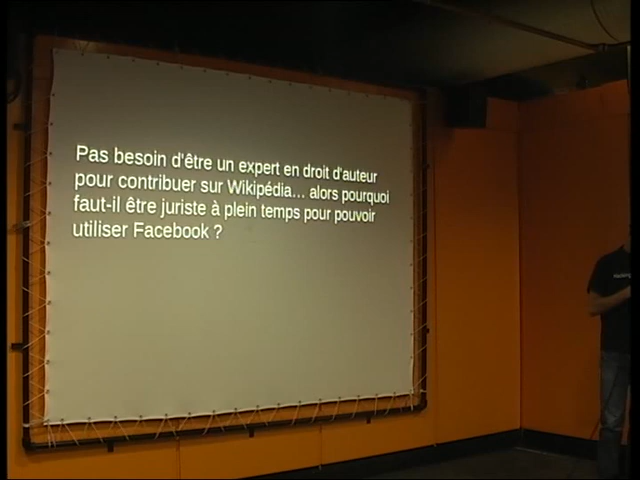 Pas besoin d'être un expert en droit d'auteur
pour contribuer sur Wikipédia... alors pourquoi
faut-il être juriste à plein temps pour pouvoir
utiliser Facebook ?